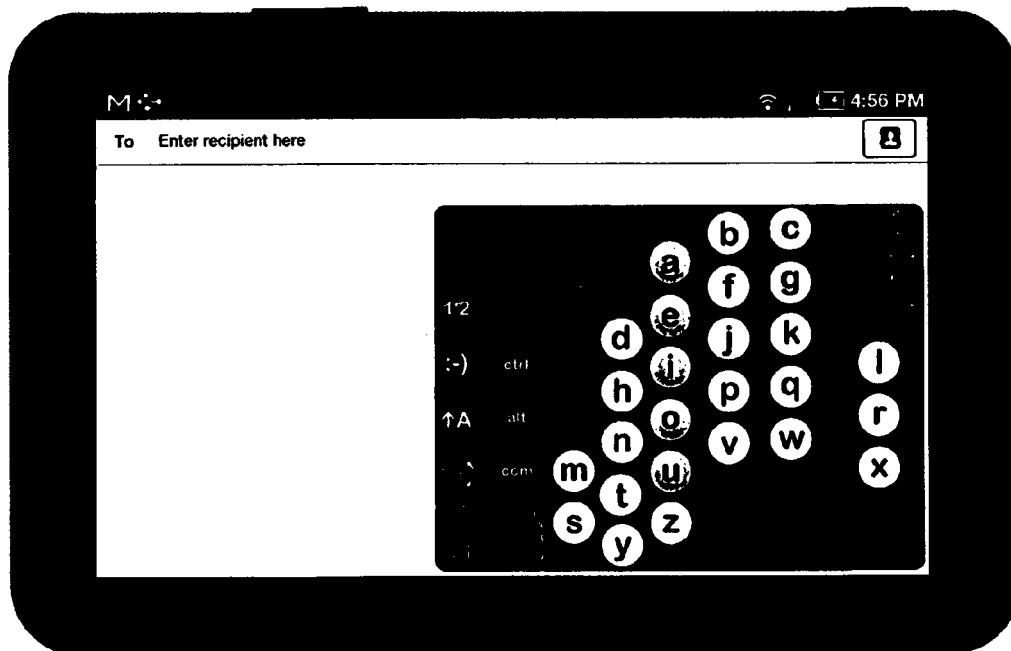 M 4:56 PM
To Enter recipient here
b c
a
f g
1*2 e
d j k
:-) ctrl i l
h p q
↑A alt o r
n v w
com m u x
t
s z
y